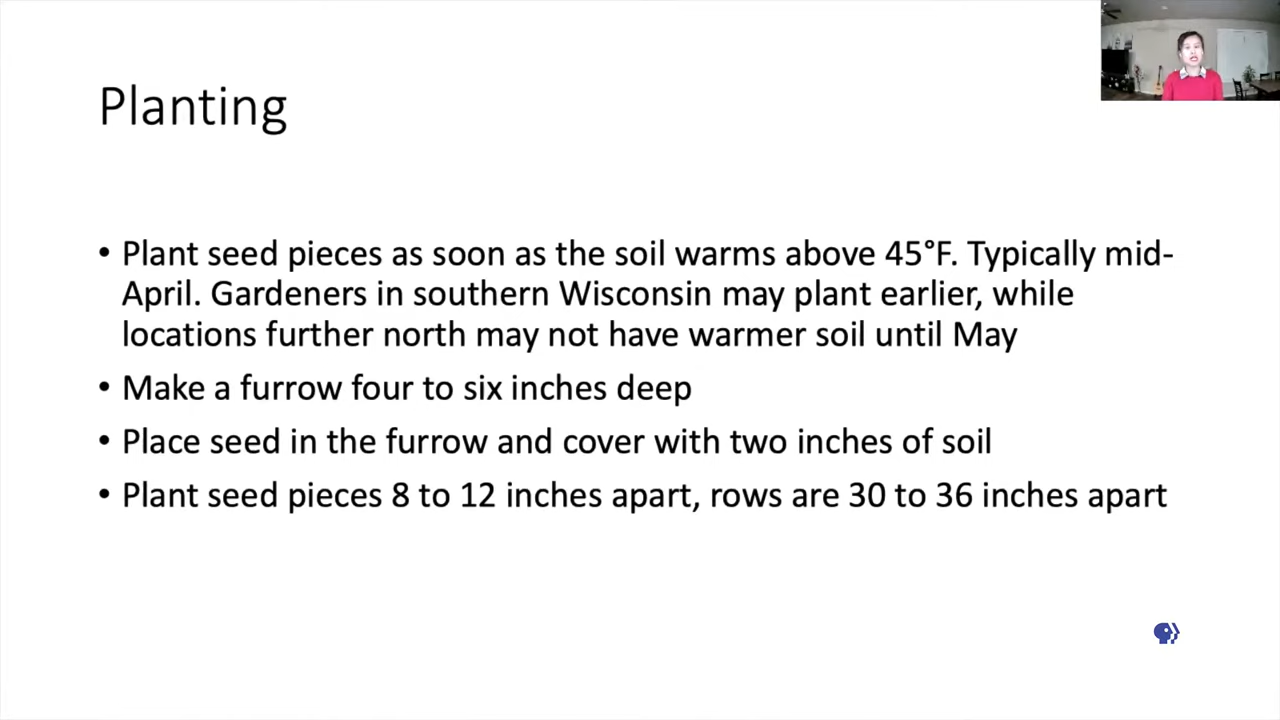 Planting
• Plant seed pieces as soon as the soil warms above 45°F. Typically mid-
April. Gardeners in southern Wisconsin may plant earlier, while
locations further north may not have warmer soil until May
• Make a furrow four to six inches deep
• Place seed in the furrow and cover with two inches of soil
• Plant seed pieces 8 to 12 inches apart, rows are 30 to 36 inches apart